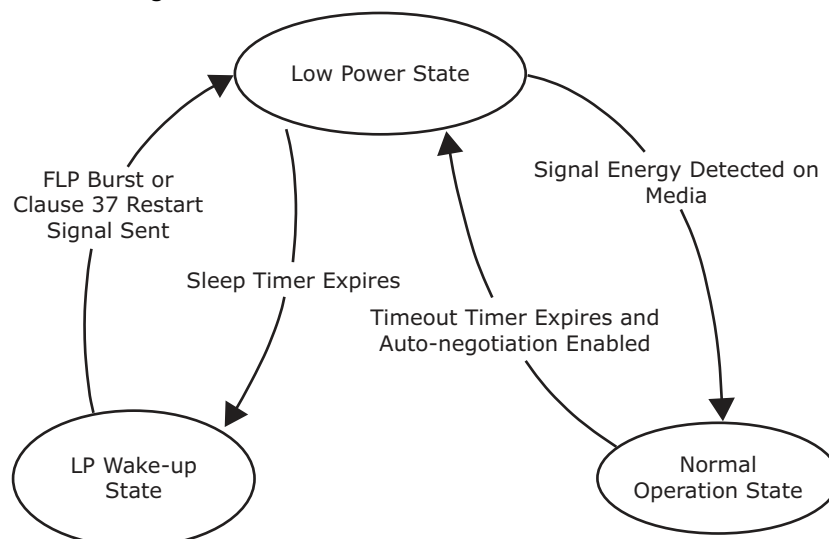 Low Power State
FLP Burst or
Clause 37 Restart
Signal Sent
Signal Energy Detected on
Media
Sleep Timer Expires
Timeout Timer Expires and
Auto-negotiation Enabled
LP Wake-up
State
Normal
Operation State